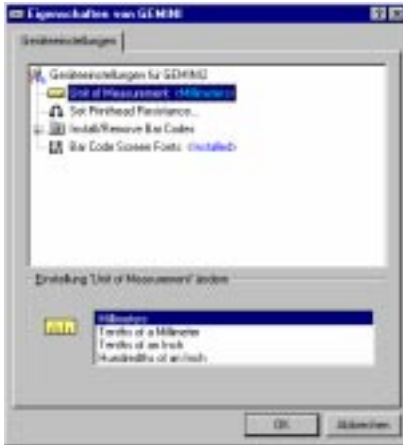 Eigenschaften von GEMINI
Geräteeinstellungen
Geräteeinstellungen für GEMINI
Unit of Measurement: <Millimeters>
Set Printhead Resistance...
Install/Remove Bar Codes
Bar Code Screen Fonts: <Installed>
Einstellung 'Unit of Measurement' ändern
Millimeters
Tenths of a Millimeter
Tenths of an Inch
Hundredths of an Inch
OK Abbrechen